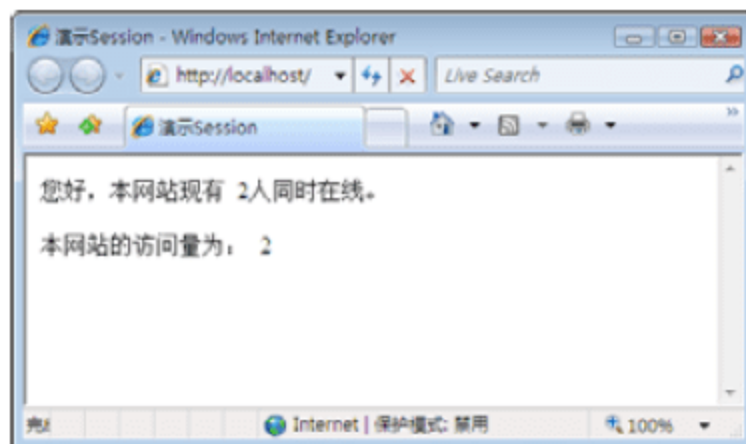 演示Session - Windows Internet Explorer
http://localhost/
Live Search
演示Session
您好，本网站现有 2人同时在线。
本网站的访问量为： 2
Internet | 保护模式: 禁用
100%